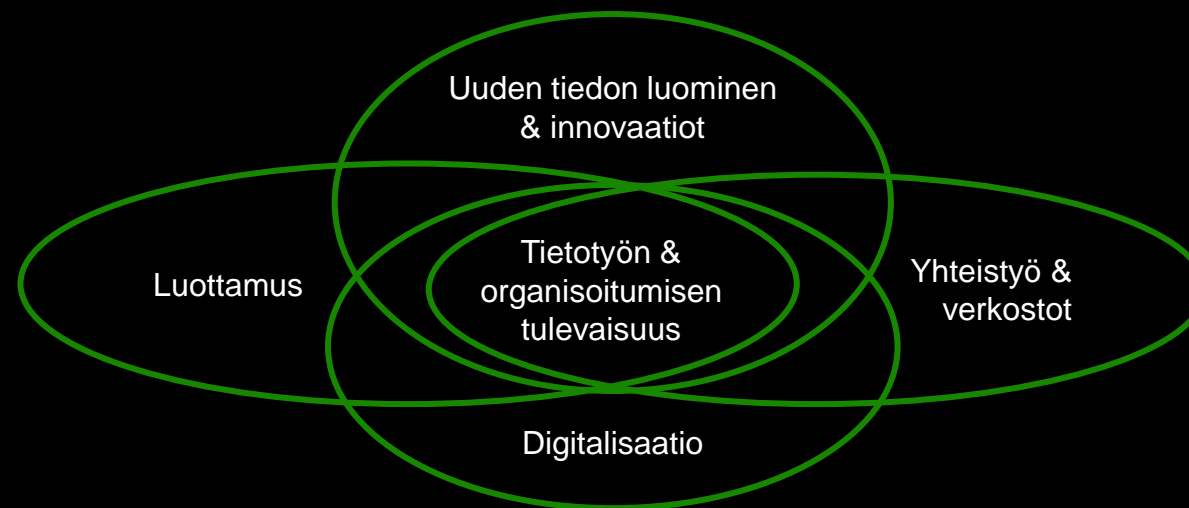 Uuden tiedon luominen
& innovaatiot
Luottamus
Tietotyön &
organisoitumisen
tulevaisuus
Yhteistyö &
verkostot
Digitalisaatio